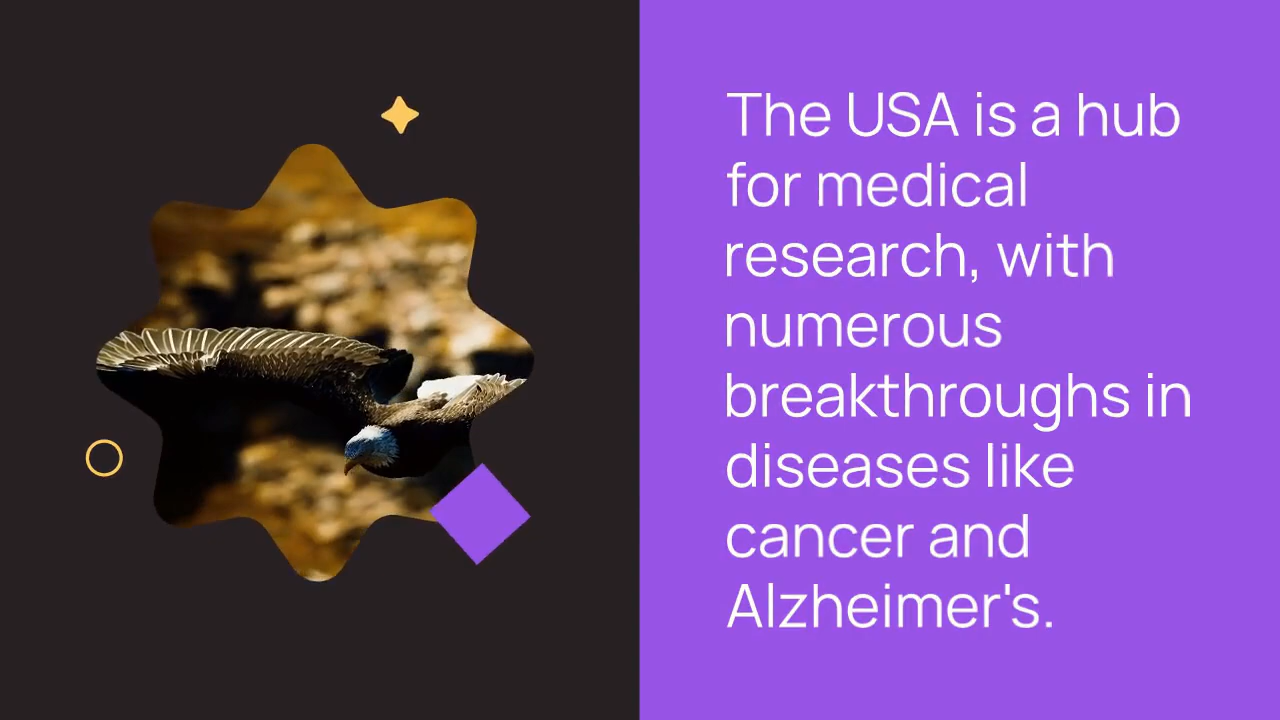 The USA is a hub
for medical
research, with
numerous
breakthroughs in
diseases like
cancer and
Alzheimer's.